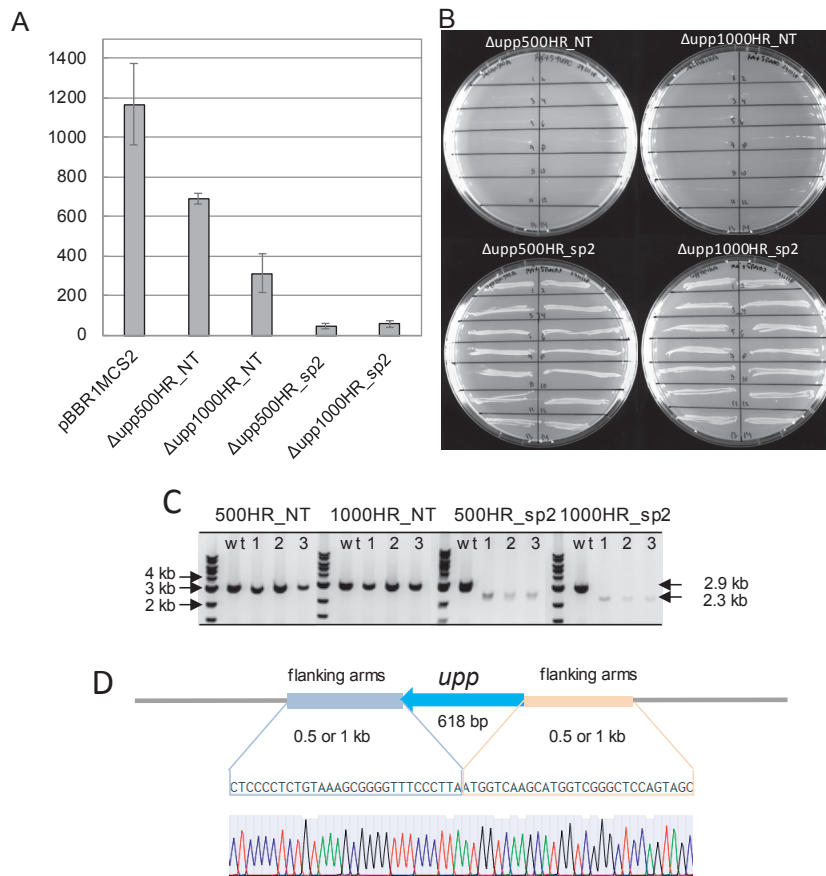 A
1400
1200
1000
800
600
400
200
0
pBBR1MCS2
Δupp500HR_NT
Δupp1000HR_NT
Δupp500HR_sp2
Δupp1000HR_sp2
B
Δupp500HR_NT
Δupp1000HR_NT
Δupp500HR_sp2
Δupp1000HR_sp2
C
500HR_NT 1000HR_NT 500HR_sp2 1000HR_sp2
wt 1 2 3 wt 1 2 3 wt 1 2 3 wt 1 2 3
4 kb
3 kb
2 kb
2.9 kb
2.3 kb
D
flanking arms upp flanking arms
618 bp
0.5 or 1 kb 0.5 or 1 kb
CTCCCCTCTGTAAAGCGGGGTTTCCCTTAATGGTCAAGCATGGTCGGGCTCCAGTAGC